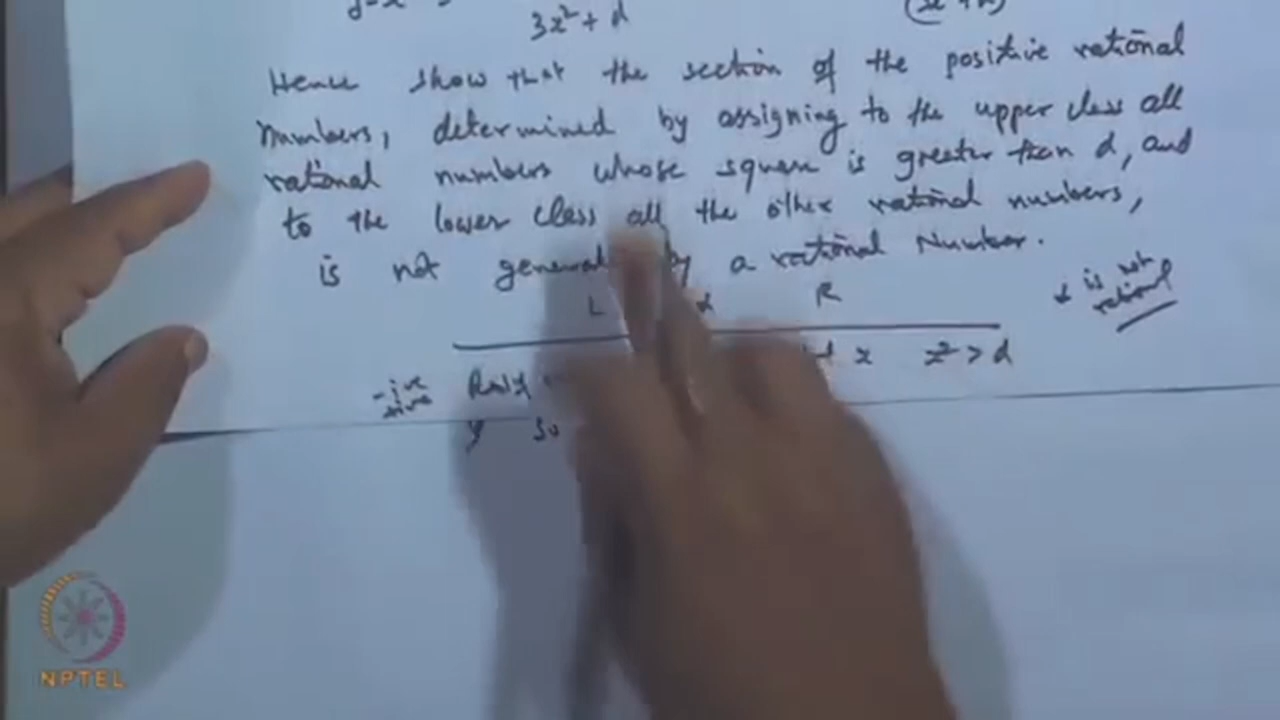 3x² + d
Hence show that the section of the positive rational
numbers, determined by assigning to the upper class all
rational numbers whose square is greater than d, and
to the lower class all the other rational numbers,
is not by a rational Number.
L α R
α is not
rational
x x² > d
-ive
y
NPTEL